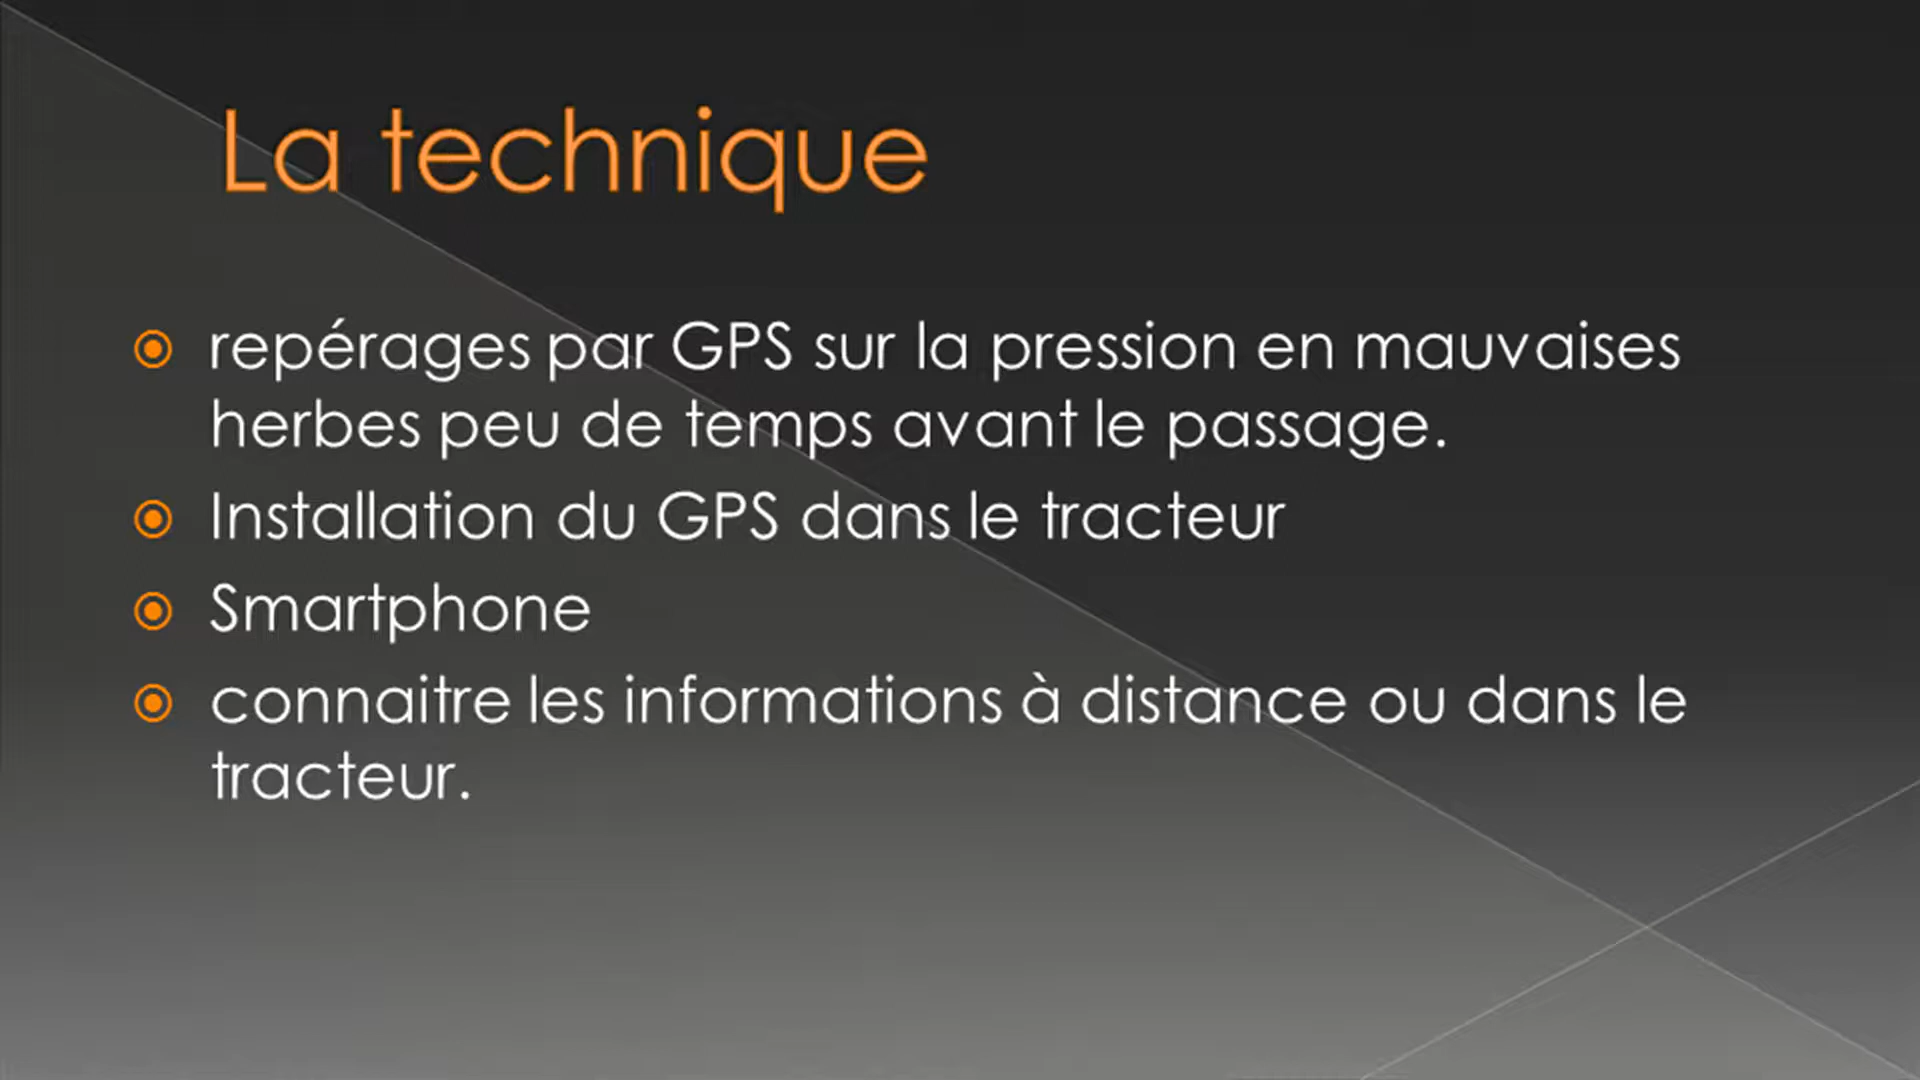 La technique
repérages par GPS sur la pression en mauvaises
herbes peu de temps avant le passage.
Installation du GPS dans le tracteur
Smartphone
connaitre les informations à distance ou dans le
tracteur.